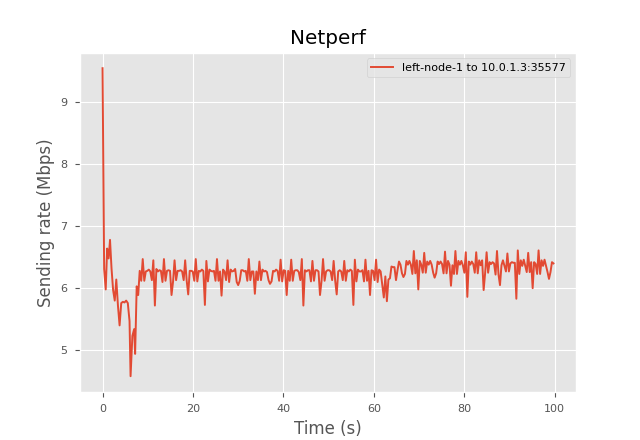 Netperf
left-node-1 to 10.0.1.3:35577
Sending rate (Mbps)
9
8
7
6
5
0 20 40 60 80 100
Time (s)